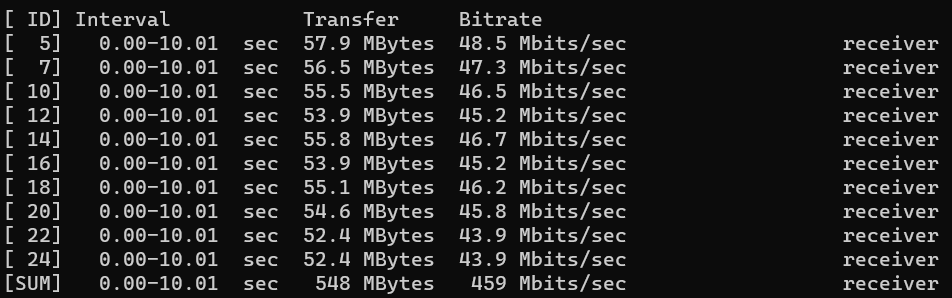 [ ID] Interval           Transfer     Bitrate
[  5]   0.00-10.01  sec  57.9 MBytes  48.5 Mbits/sec                  receiver
[  7]   0.00-10.01  sec  56.5 MBytes  47.3 Mbits/sec                  receiver
[ 10]   0.00-10.01  sec  55.5 MBytes  46.5 Mbits/sec                  receiver
[ 12]   0.00-10.01  sec  53.9 MBytes  45.2 Mbits/sec                  receiver
[ 14]   0.00-10.01  sec  55.8 MBytes  46.7 Mbits/sec                  receiver
[ 16]   0.00-10.01  sec  53.9 MBytes  45.2 Mbits/sec                  receiver
[ 18]   0.00-10.01  sec  55.1 MBytes  46.2 Mbits/sec                  receiver
[ 20]   0.00-10.01  sec  54.6 MBytes  45.8 Mbits/sec                  receiver
[ 22]   0.00-10.01  sec  52.4 MBytes  43.9 Mbits/sec                  receiver
[ 24]   0.00-10.01  sec  52.4 MBytes  43.9 Mbits/sec                  receiver
[SUM]   0.00-10.01  sec   548 MBytes   459 Mbits/sec                  receiver